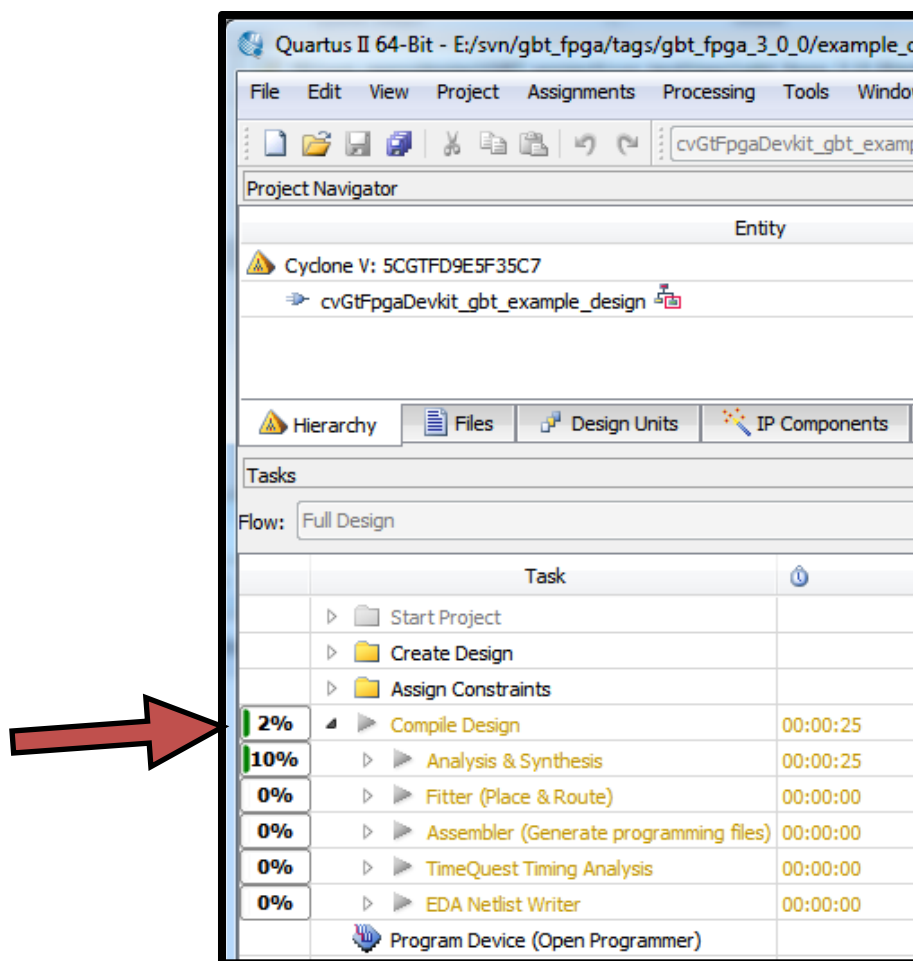 Quartus II 64-Bit - E:/svn/gbt_fpga/tags/gbt_fpga_3_0_0/example_
File Edit View Project Assignments Processing Tools Windo
cvGtFpgaDevkit_gbt_exam
Project Navigator
Entity
Cyclone V: 5CGTFD9E5F35C7
cvGtFpgaDevkit_gbt_example_design
Hierarchy Files Design Units IP Components
Tasks
Flow: Full Design
Task
Start Project
Create Design
Assign Constraints
2% Compile Design 00:00:25
10% Analysis & Synthesis 00:00:25
0% Fitter (Place & Route) 00:00:00
0% Assembler (Generate programming files) 00:00:00
0% TimeQuest Timing Analysis 00:00:00
0% EDA Netlist Writer 00:00:00
Program Device (Open Programmer)